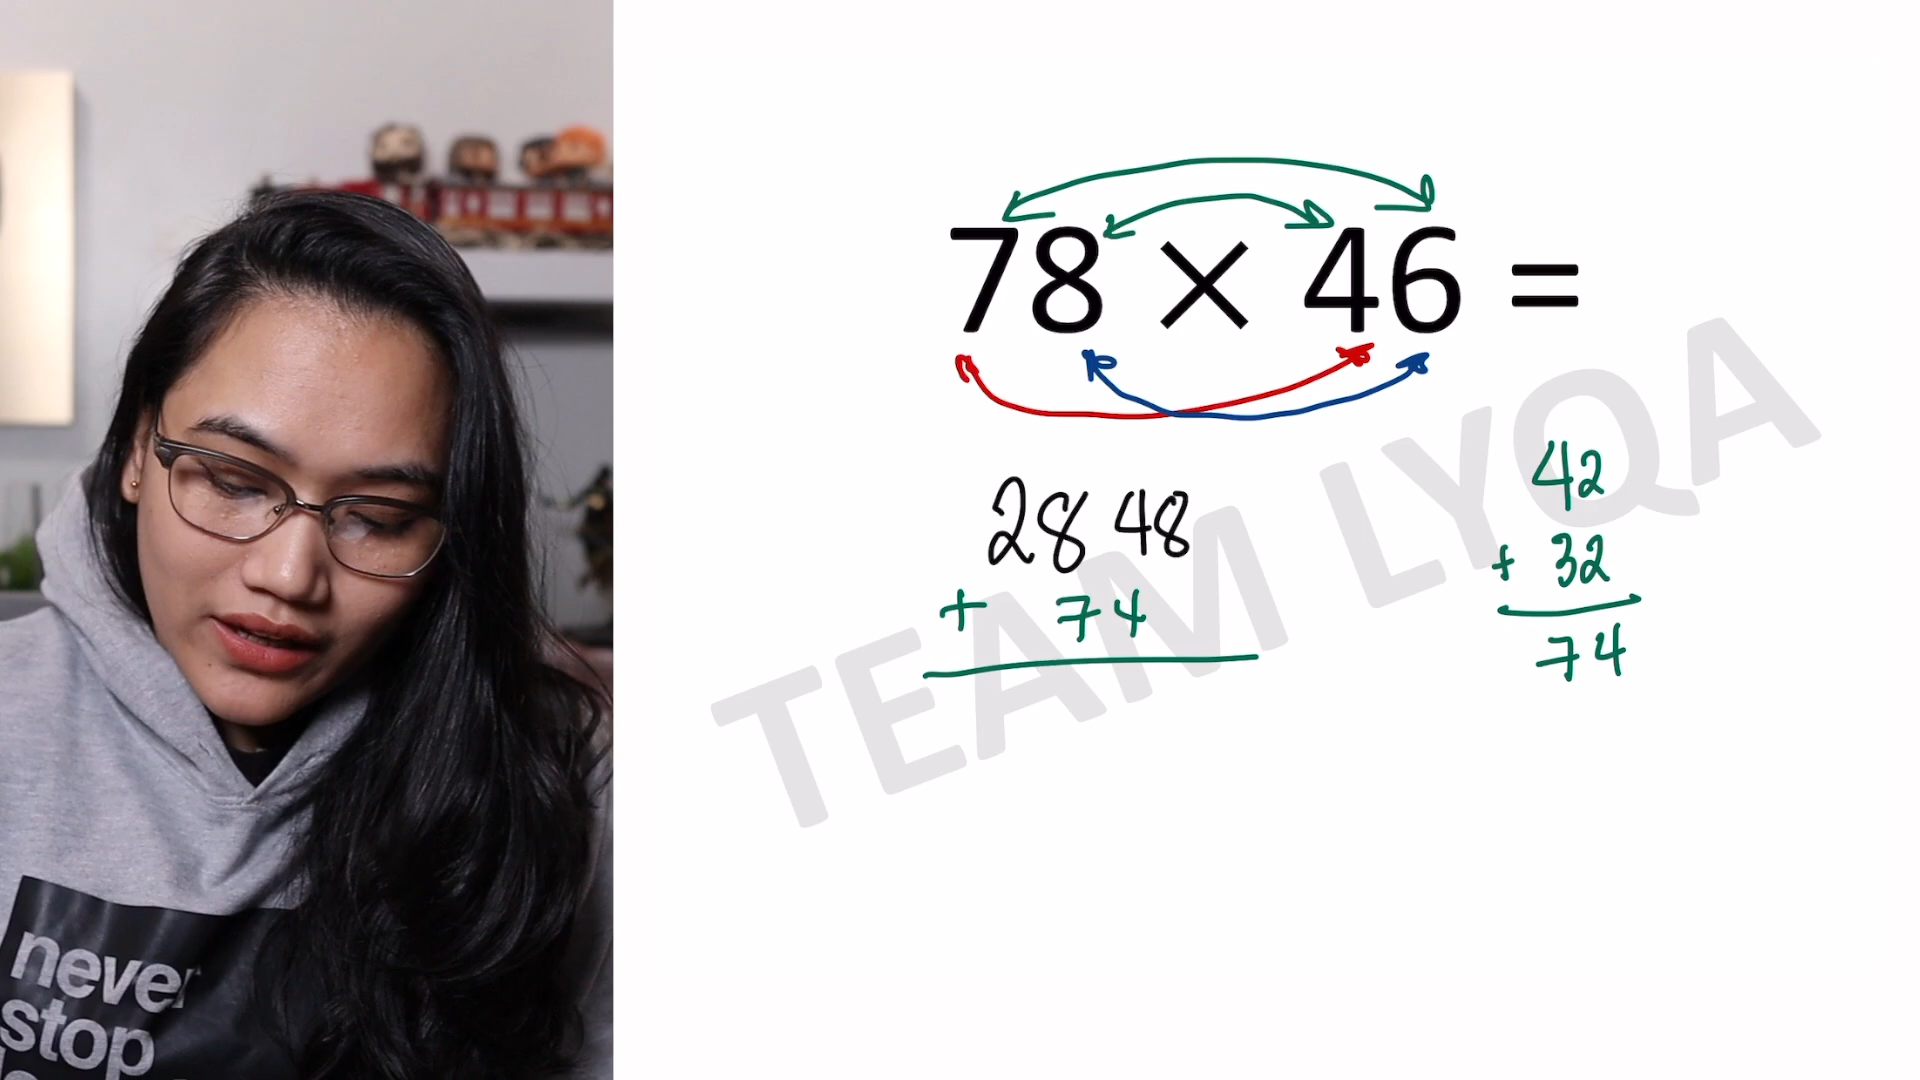 78 × 46 =
2848
+ 74
42
+ 32
74
TEAM LYQA
never
stop